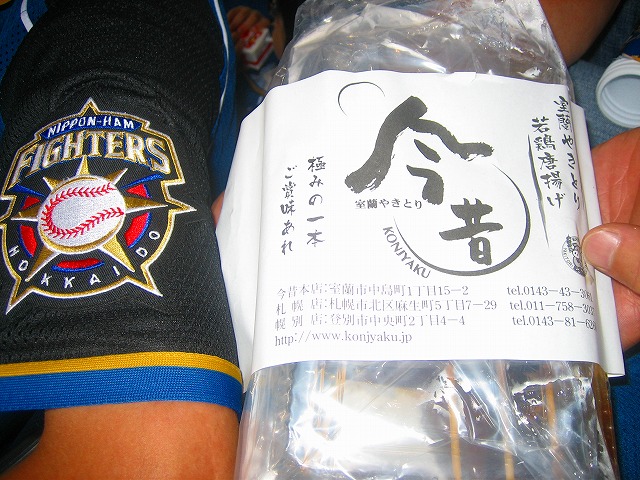 NIPPON-HAM
FIGHTERS
HOKKAIDO
室蘭やきとり
若鶏唐揚げ
今昔
室蘭やきとり
KONJYAKU
極みの一本
ご賞味あれ
今昔本店:室蘭市中島町1丁目15-2 tel.0143-43-3
札幌店:札幌市北区麻生町5丁目7-29 tel.011-758-3
幌別店:登別市中央町2丁目4-4 tel.0143-81-6
http://www.konjyaku.jp